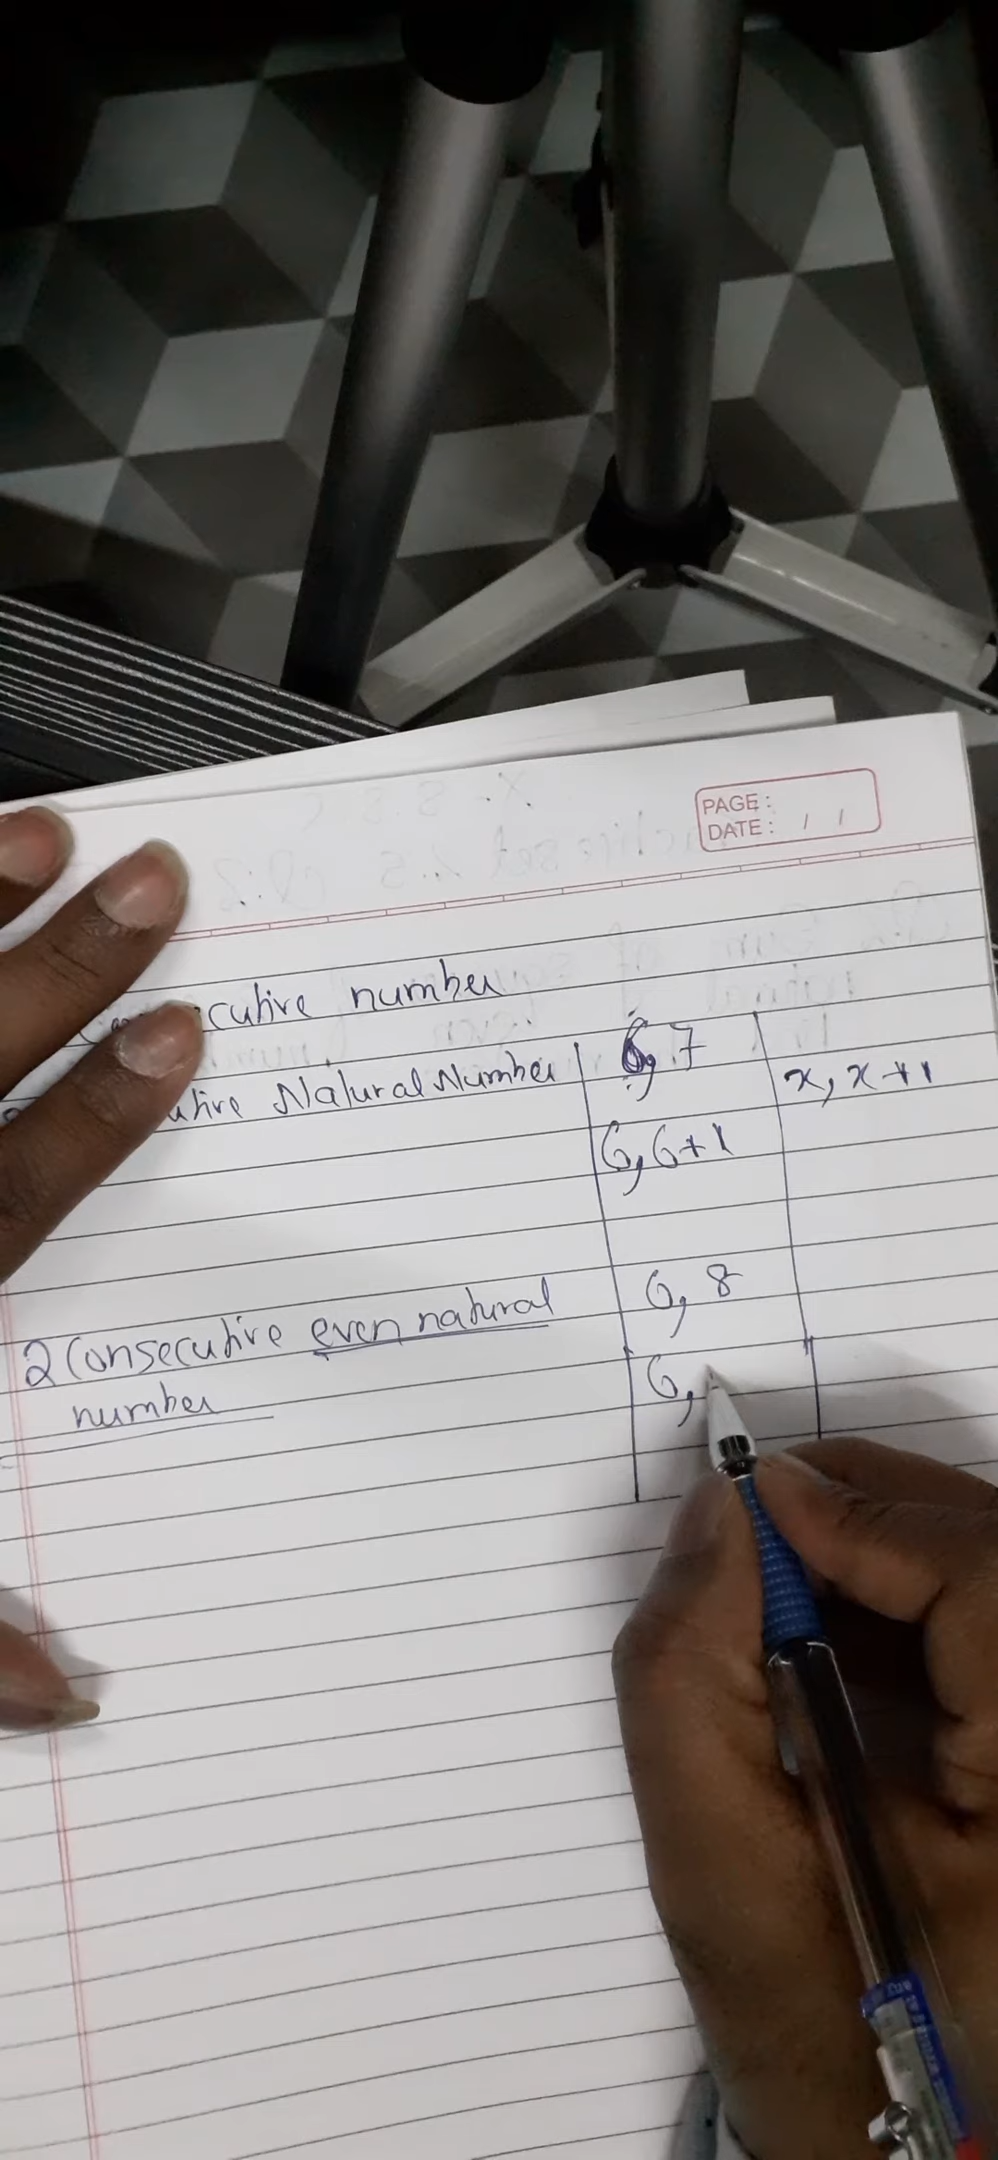 PAGE:
DATE: / /
cutive number
utive Natural Number 6, 7 x, x+1
6, 6+1
2 Consecutive even natural 6, 8
number 6,